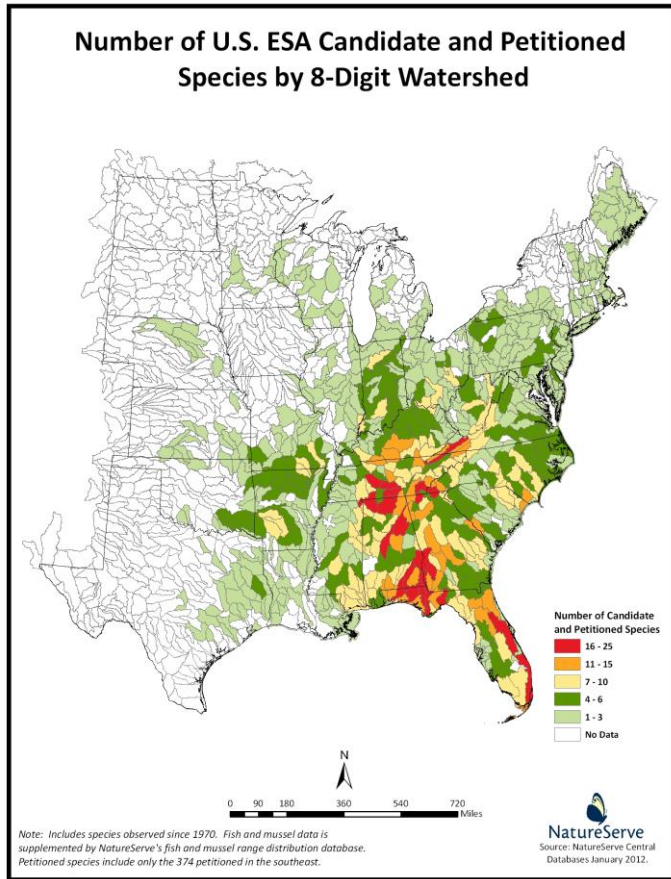 Number of U.S. ESA Candidate and Petitioned
Species by 8-Digit Watershed
Number of Candidate
and Petitioned Species
16 - 25
11 - 15
7 - 10
4 - 6
1 - 3
No Data
N
0 90 180 360 540 720
Miles
Note: Includes species observed since 1970. Fish and mussel data is
supplemented by NatureServe's fish and mussel range distribution database.
Petitioned species include only the 374 petitioned in the southeast.
NatureServe
Source: NatureServe Central
Databases January 2012.